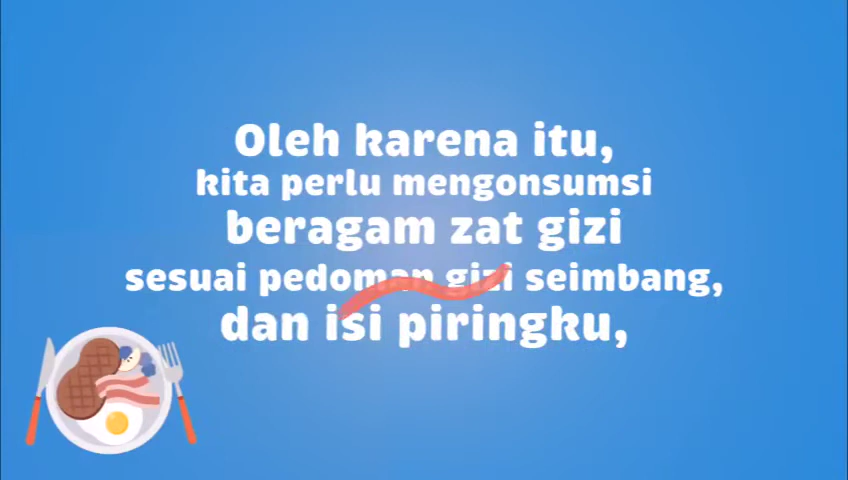 Oleh karena itu,
kita perlu mengonsumsi
beragam zat gizi
sesuai pedoman gizi seimbang,
dan isi piringku,